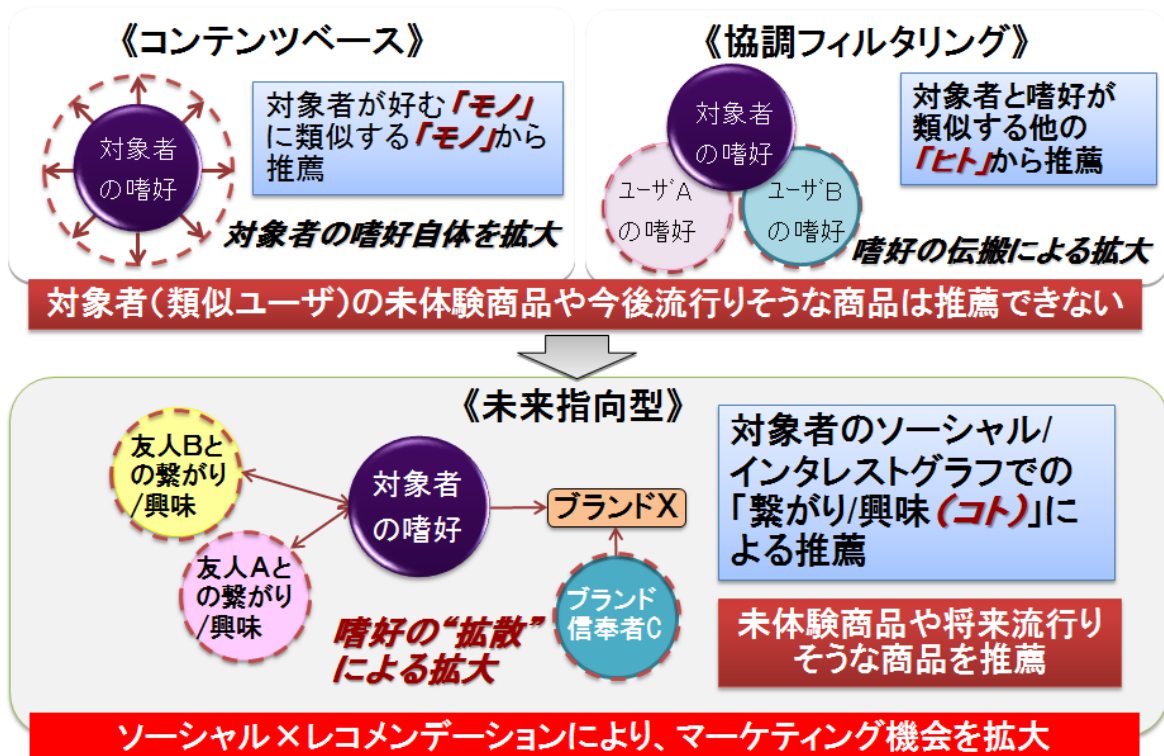 《コンテンツベース》
対象者
の嗜好
対象者が好む「モノ」
に類似する「モノ」から
推薦
対象者の嗜好自体を拡大
《協調フィルタリング》
対象者
の嗜好
ユーザA
の嗜好
ユーザB
の嗜好
対象者と嗜好が
類似する他の
「ヒト」から推薦
嗜好の伝搬による拡大
対象者(類似ユーザ)の未体験商品や今後流行りそうな商品は推薦できない
《未来指向型》
友人Bと
の繋がり
/興味
友人Aと
の繋がり
/興味
対象者
の嗜好
ブランドX
ブランド
信奉者C
嗜好の“拡散”
による拡大
対象者のソーシャル/
インタレストグラフでの
「繋がり/興味(コト)」に
よる推薦
未体験商品や将来流行り
そうな商品を推薦
ソーシャル×レコメンデーションにより、マーケティング機会を拡大